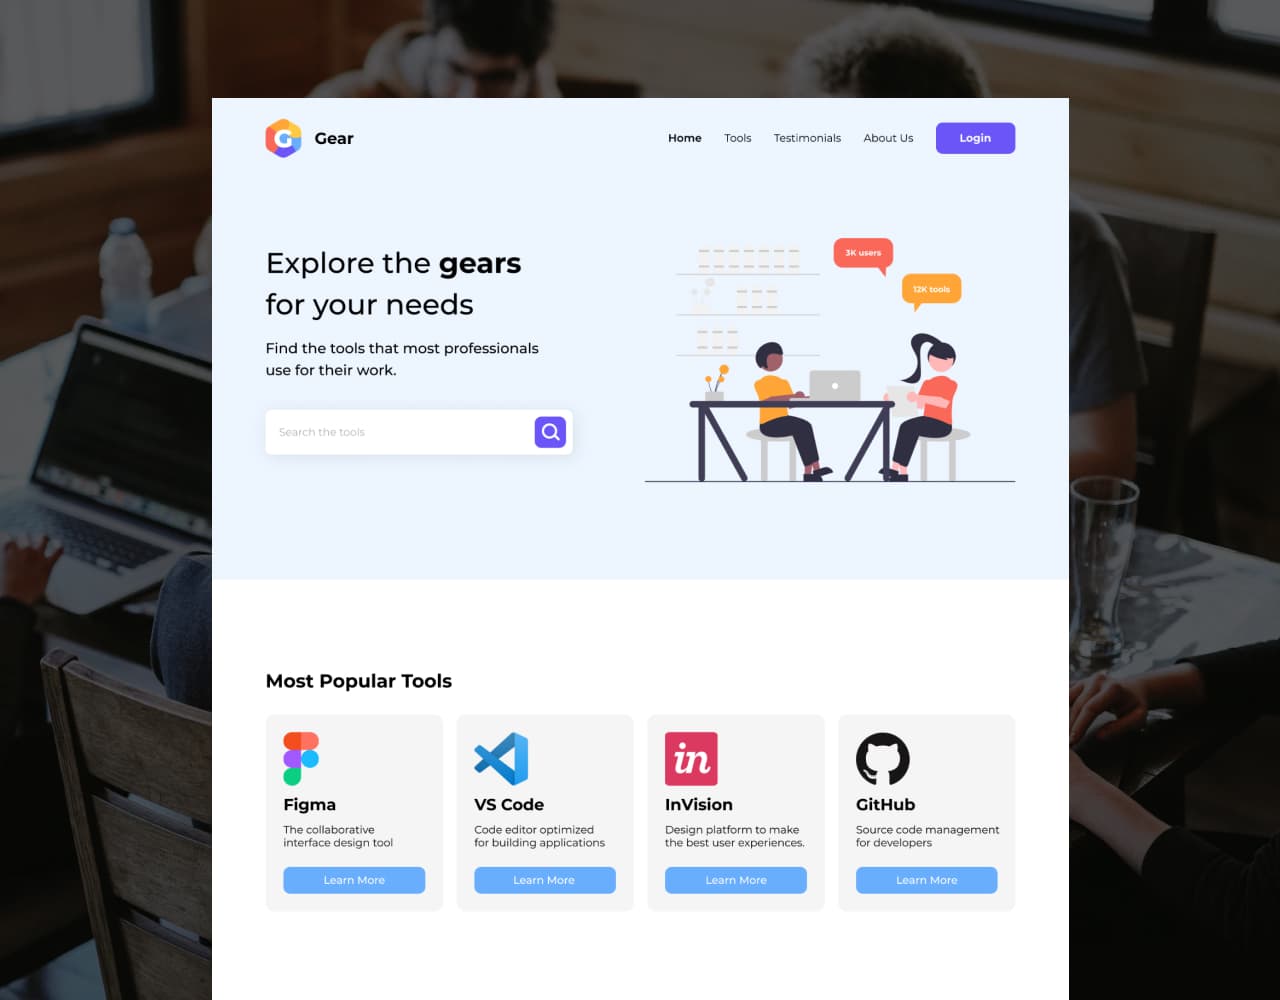 G Gear
Home Tools Testimonials About Us Login
Explore the gears
for your needs
Find the tools that most professionals
use for their work.
Search the tools
3K users
12K tools
Most Popular Tools
Figma
The collaborative
interface design tool
Learn More
VS Code
Code editor optimized
for building applications
Learn More
in
InVision
Design platform to make
the best user experiences.
Learn More
GitHub
Source code management
for developers
Learn More